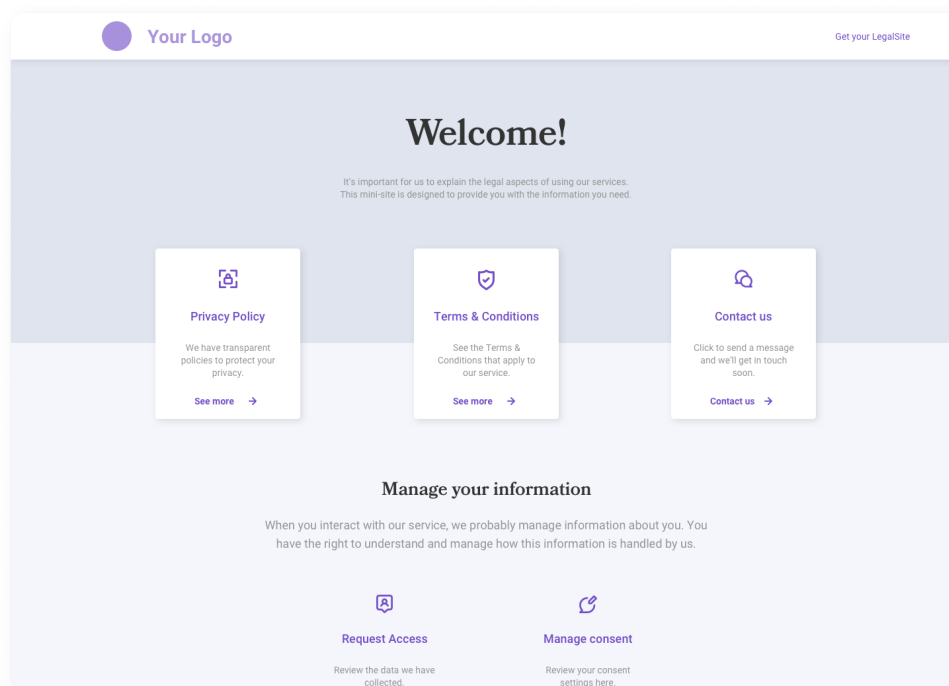 Your Logo
Get your LegalSite
Welcome!
It's important for us to explain the legal aspects of using our services.
This mini-site is designed to provide you with the information you need.
Privacy Policy
We have transparent
policies to protect your
privacy.
See more
Terms & Conditions
See the Terms &
Conditions that apply to
our service.
See more
Contact us
Click to send a message
and we'll get in touch
soon.
Contact us
Manage your information
When you interact with our service, we probably manage information about you. You
have the right to understand and manage how this information is handled by us.
Request Access
Review the data we have
collected.
Manage consent
Review your consent
settings here.